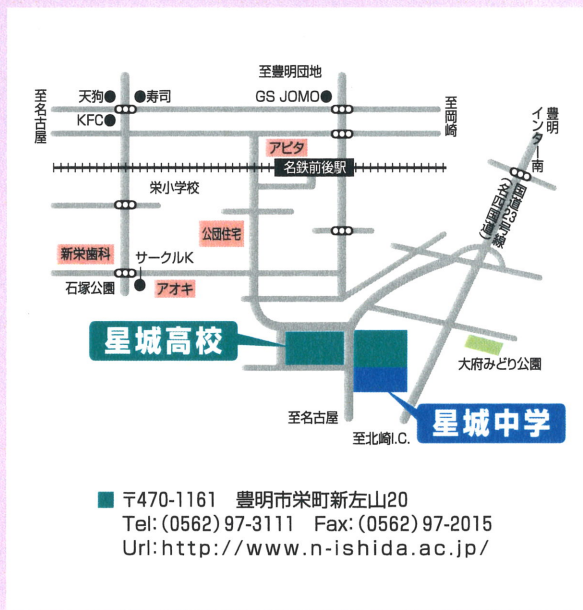 至豊明団地
天狗
寿司
GS JOMO
至名古屋
至岡崎
豊明インター南
KFC
アピタ
名鉄前後駅
栄小学校
国道23号線
(名四国道)
公団住宅
新栄歯科
サークルK
石塚公園
アオキ
星城高校
大府みどり公園
至名古屋
星城中学
至北崎I.C.
〒470-1161 豊明市栄町新左山20
Tel:(0562)97-3111 Fax:(0562)97-2015
Url:http://www.n-ishida.ac.jp/